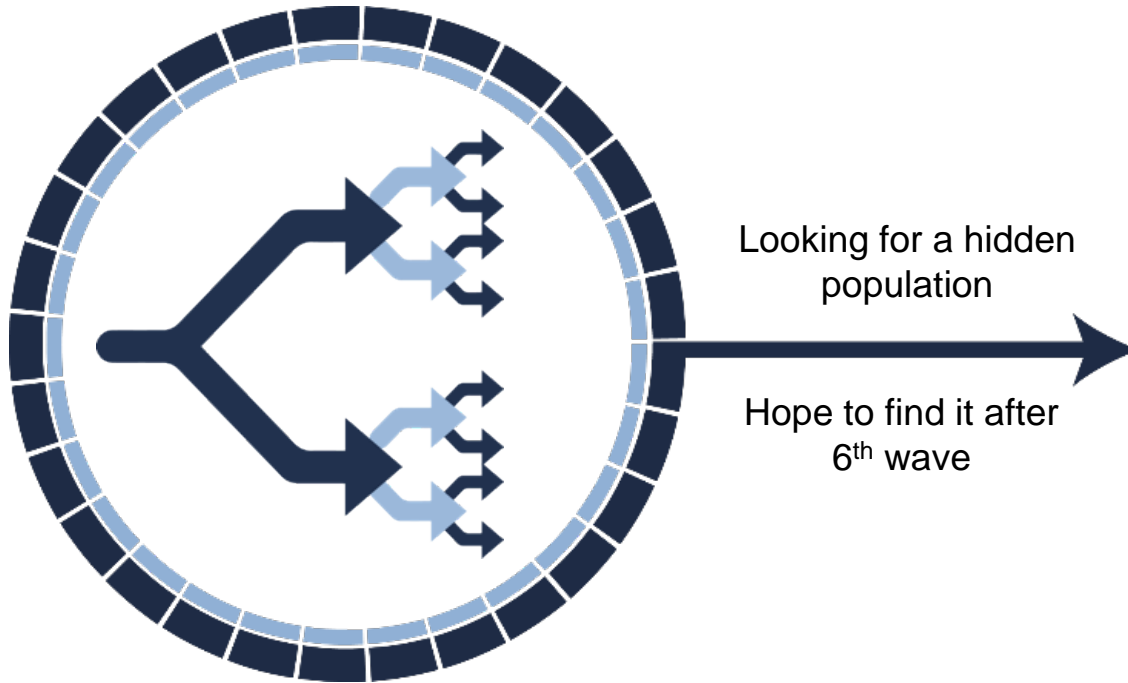 Looking for a hidden
population
Hope to find it after
6th wave